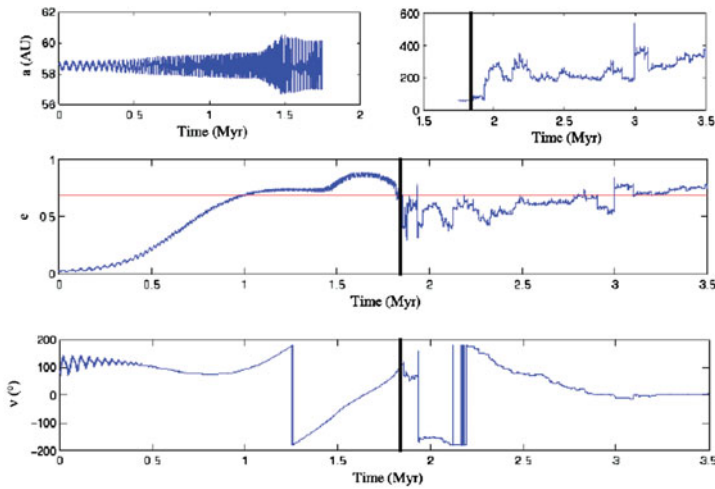 62
60
58
56
a (AU)
0 0.5 1 1.5 2
Time (Myr)
600
400
200
0
1.5 2 2.5 3 3.5
Time (Myr)
1
0.5
0
e
0 0.5 1 1.5 2 2.5 3 3.5
Time (Myr)
200
100
0
-100
-200
ν (°)
0 0.5 1 1.5 2 2.5 3 3.5
Time (Myr)